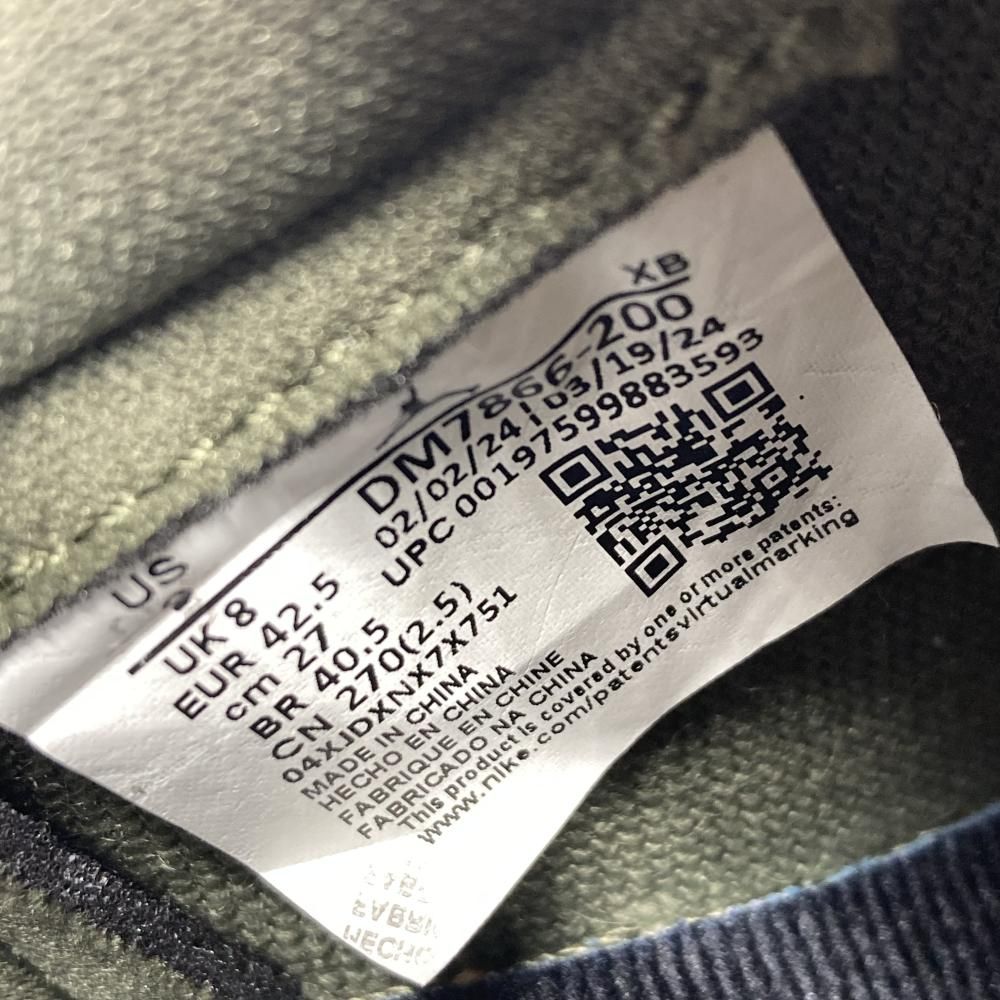 XB
DM7866-200
02/02/24 | 03/19/24
UPC 00197599883593
US
UK 8
EUR 42.5
cm 27
BR 40.5
CN 270(2.5)
04XJDXNX7X751
MADE IN CHINA
HECHO EN CHINA
FABRIQUE EN CHINE
FABRICADO NA CHINA
This product is covered by one or more patents:
www.nike.com/patentsvirtualmarking